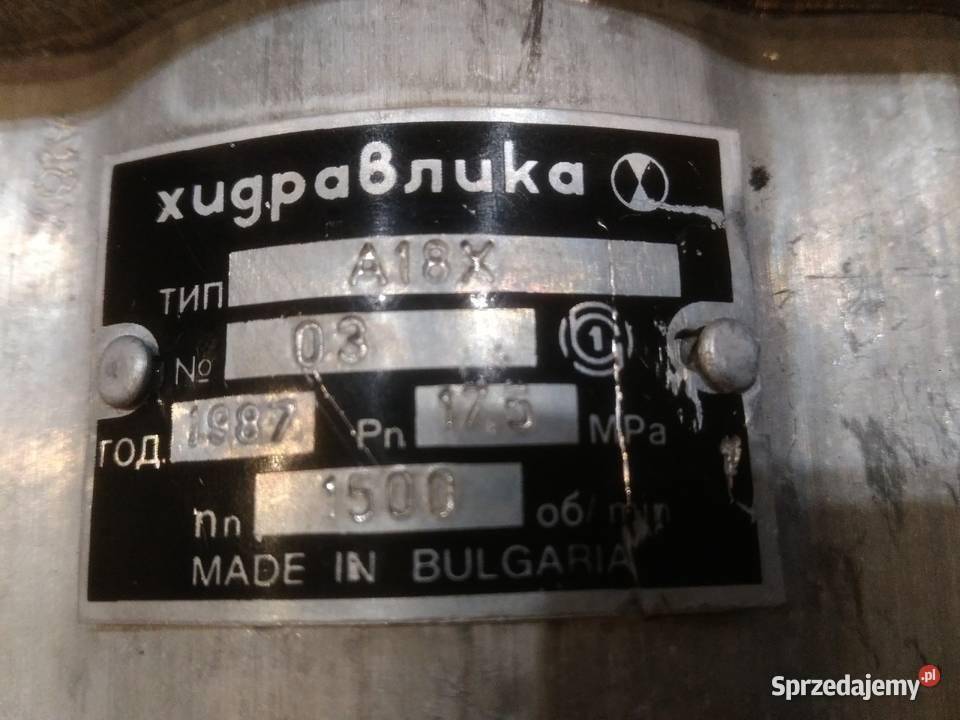 хидравлика
ТИП A18X
№ 03 1
ГОД. 1987 Pn 17.5 MPa
nn 1500 об/min
MADE IN BULGARIA
Sprzedajemy.pl